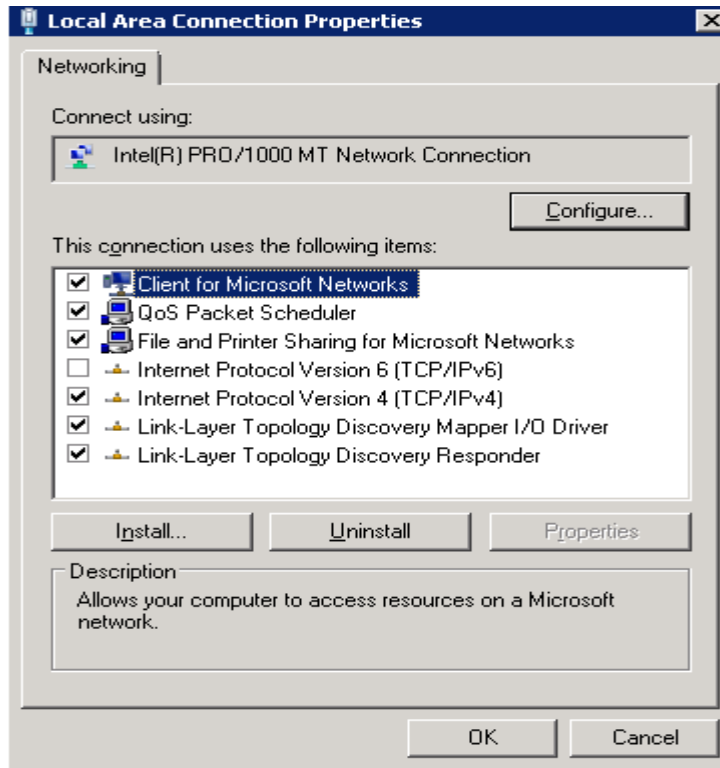 Local Area Connection Properties
Networking
Connect using:
Intel(R) PRO/1000 MT Network Connection
Configure...
This connection uses the following items:
Client for Microsoft Networks
QoS Packet Scheduler
File and Printer Sharing for Microsoft Networks
Internet Protocol Version 6 (TCP/IPv6)
Internet Protocol Version 4 (TCP/IPv4)
Link-Layer Topology Discovery Mapper I/O Driver
Link-Layer Topology Discovery Responder
Install... Uninstall Properties
Description
Allows your computer to access resources on a Microsoft
network.
OK Cancel